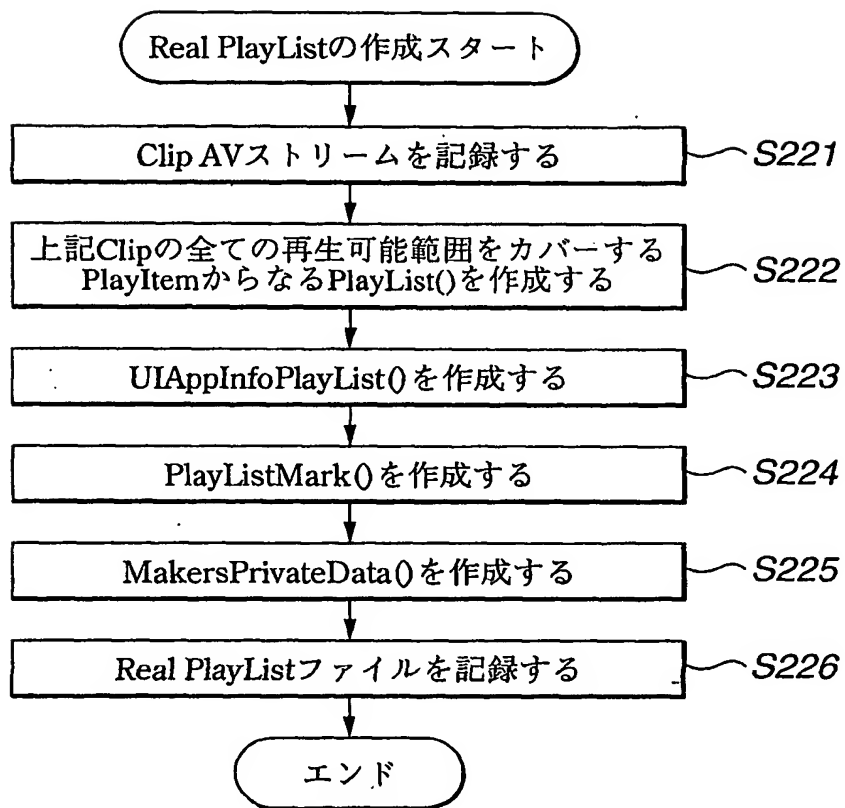 Real PlayListの作成スタート
Clip AVストリームを記録する
S221
上記Clipの全ての再生可能範囲をカバーする
PlayItemからなるPlayList()を作成する
S222
UIAppInfoPlayList()を作成する
S223
PlayListMark()を作成する
S224
MakersPrivateData()を作成する
S225
Real PlayListファイルを記録する
S226
エンド